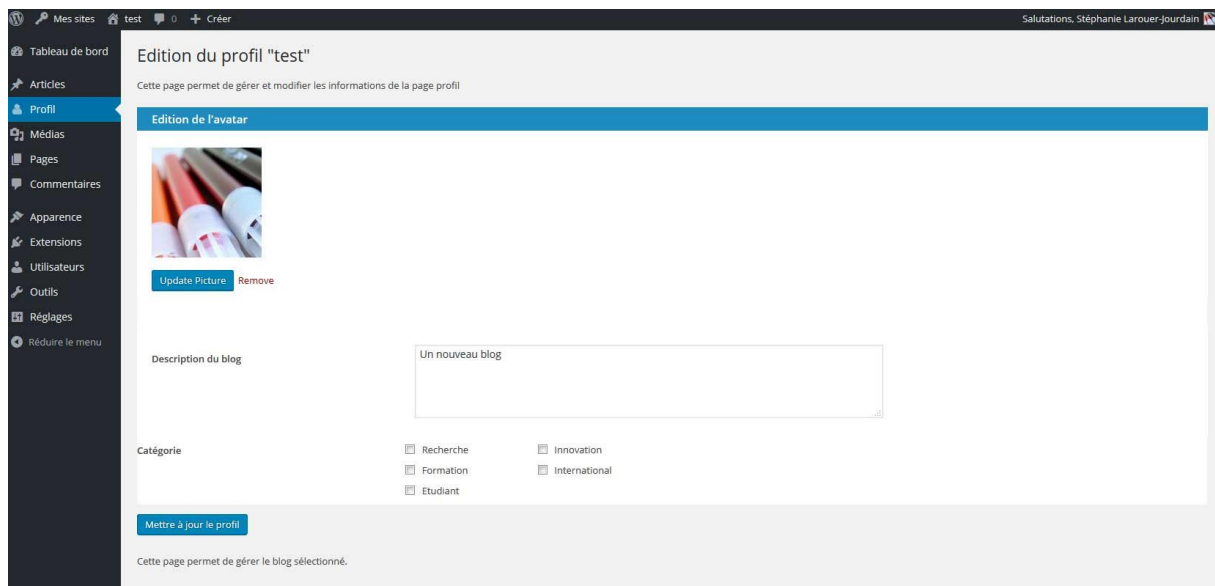 Mes sites test 0 + Créer Salutations, Stéphanie Larouer-Jourdain
Tableau de bord
Articles
Profil
Médias
Pages
Commentaires
Apparence
Extensions
Utilisateurs
Outils
Réglages
Réduire le menu
Edition du profil "test"
Cette page permet de gérer et modifier les informations de la page profil
Edition de l'avatar
Update Picture Remove
Description du blog Un nouveau blog
Catégorie Recherche Innovation
Formation International
Etudiant
Mettre à jour le profil
Cette page permet de gérer le blog sélectionné.